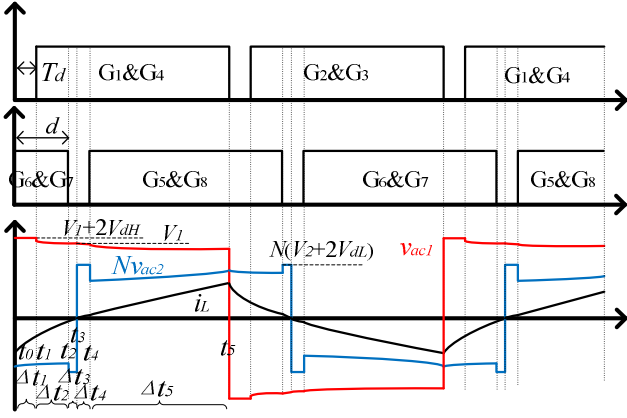 Td G1&G4 G2&G3 G1&G4
d
G6&G7 G5&G8 G6&G7 G5&G8
V1+2VdH V1 N(V2+2VdL) vac1
Nvac2
iL
t3
t0 t1 t2 t4 t5
Δt1 Δt3
Δt2 Δt4 Δt5